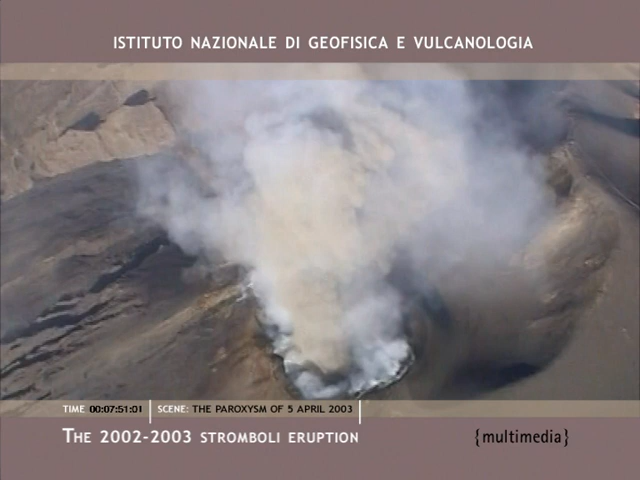 ISTITUTO NAZIONALE DI GEOFISICA E VULCANOLOGIA
TIME 00:07:51:01 SCENE: THE PAROXYSM OF 5 APRIL 2003
THE 2002-2003 STROMBOLI ERUPTION
{multimedia}